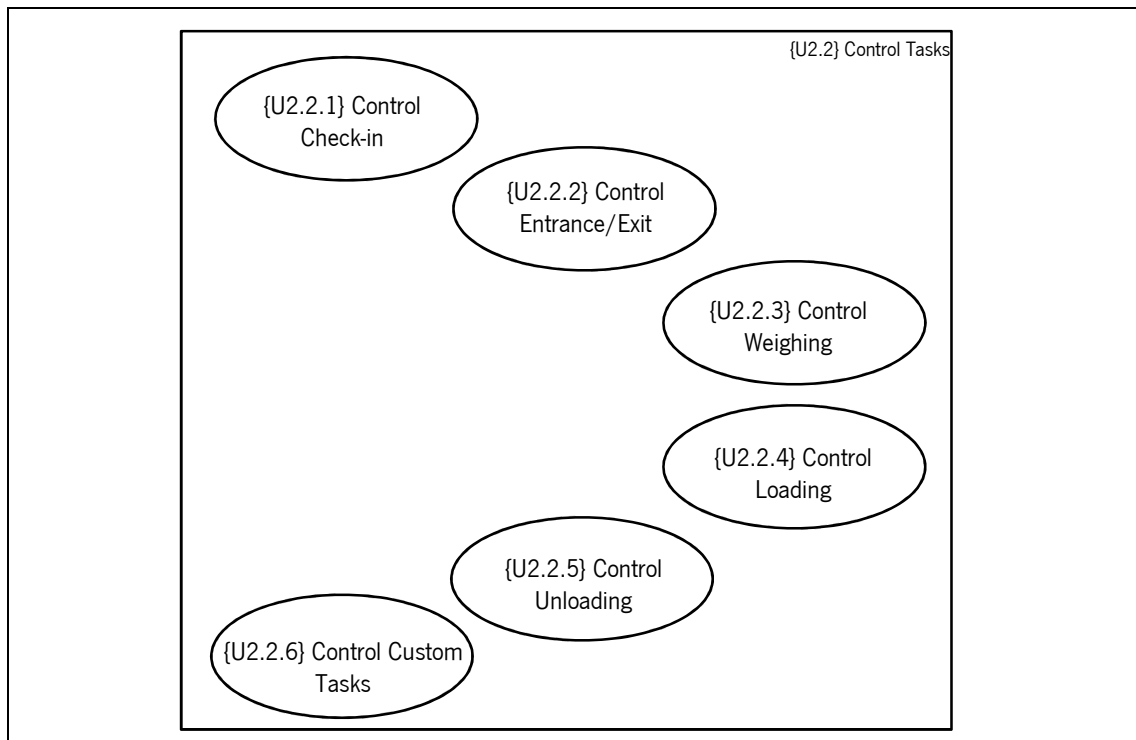 {U2.2} Control Tasks
{U2.2.1} Control
Check-in
{U2.2.2} Control
Entrance/Exit
{U2.2.3} Control
Weighing
{U2.2.4} Control
Loading
{U2.2.5} Control
Unloading
{U2.2.6} Control Custom
Tasks